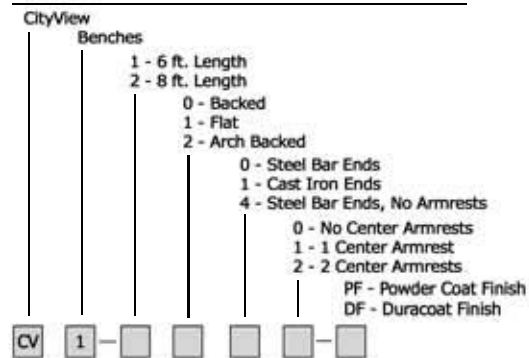 CityView
Benches
1 - 6 ft. Length
2 - 8 ft. Length
0 - Backed
1 - Flat
2 - Arch Backed
0 - Steel Bar Ends
1 - Cast Iron Ends
4 - Steel Bar Ends, No Armrests
0 - No Center Armrests
1 - 1 Center Armrest
2 - 2 Center Armrests
PF - Powder Coat Finish
DF - Duracoat Finish
CV 1 - -